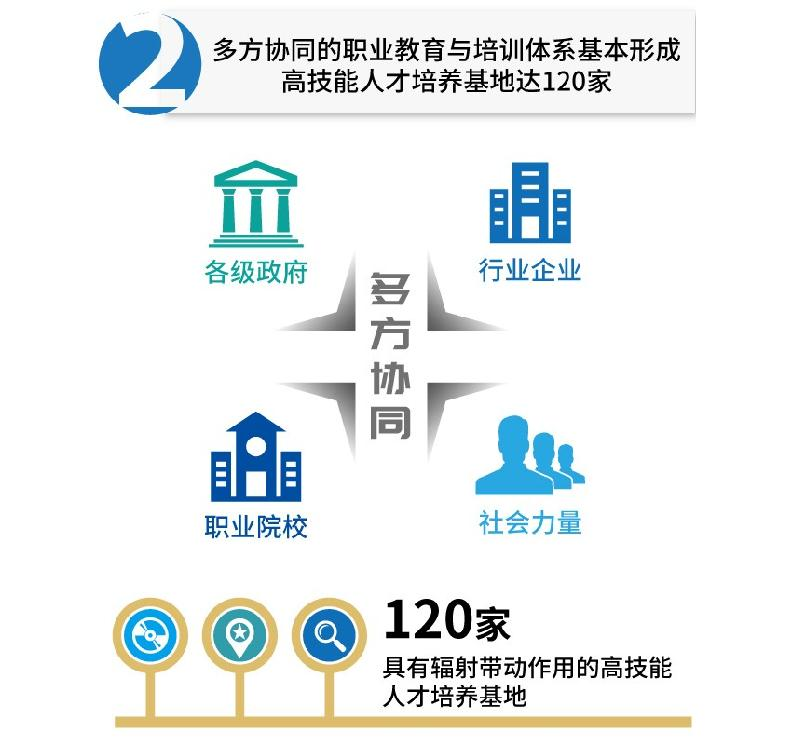 2
多方协同的职业教育与培训体系基本形成
高技能人才培养基地达120家
各级政府
行业企业
多方协同
职业院校
社会力量
120家
具有辐射带动作用的高技能
人才培养基地